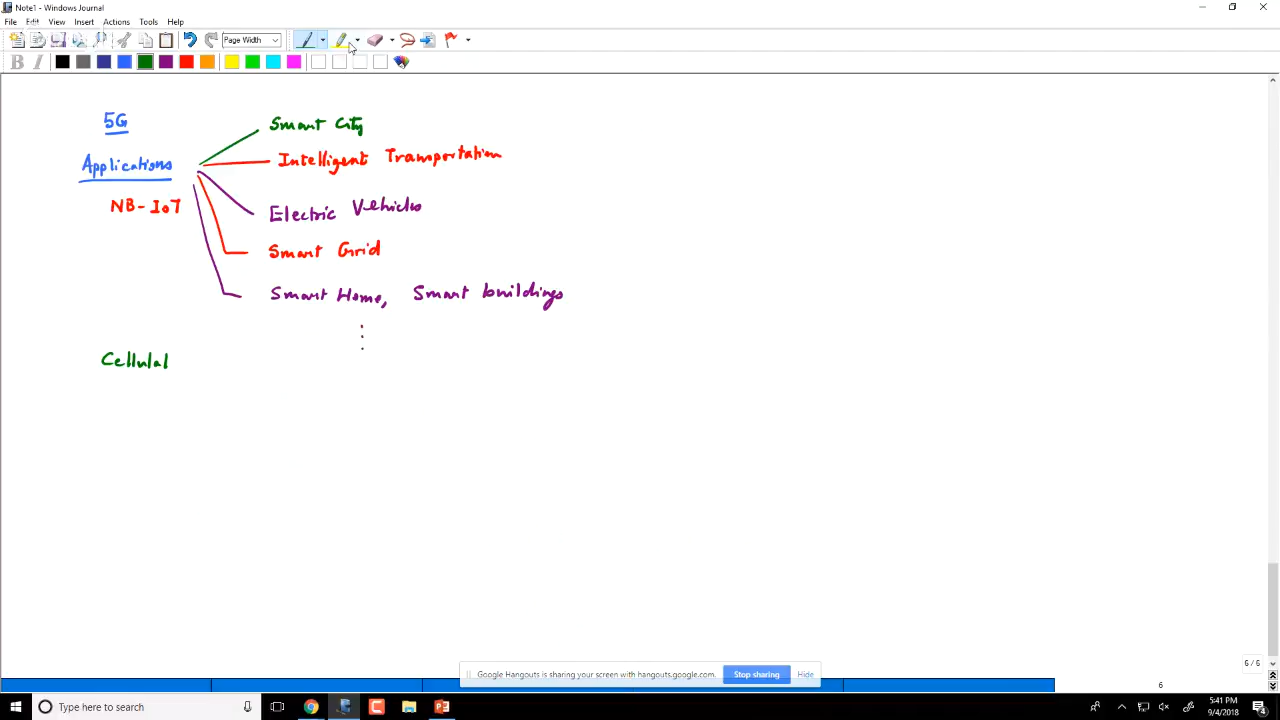 Note1 - Windows Journal
File Edit View Insert Actions Tools Help
Page Width
B I
5G
Smart City
Applications
Intelligent Transportation
NB-IoT
Electric Vehicles
Smart Grid
Smart Home, Smart buildings
Cellulal
6 / 6
Google Hangouts is sharing your screen with hangouts.google.com. Stop sharing Hide
6
Type here to search
5:41 PM
9/4/2018
4